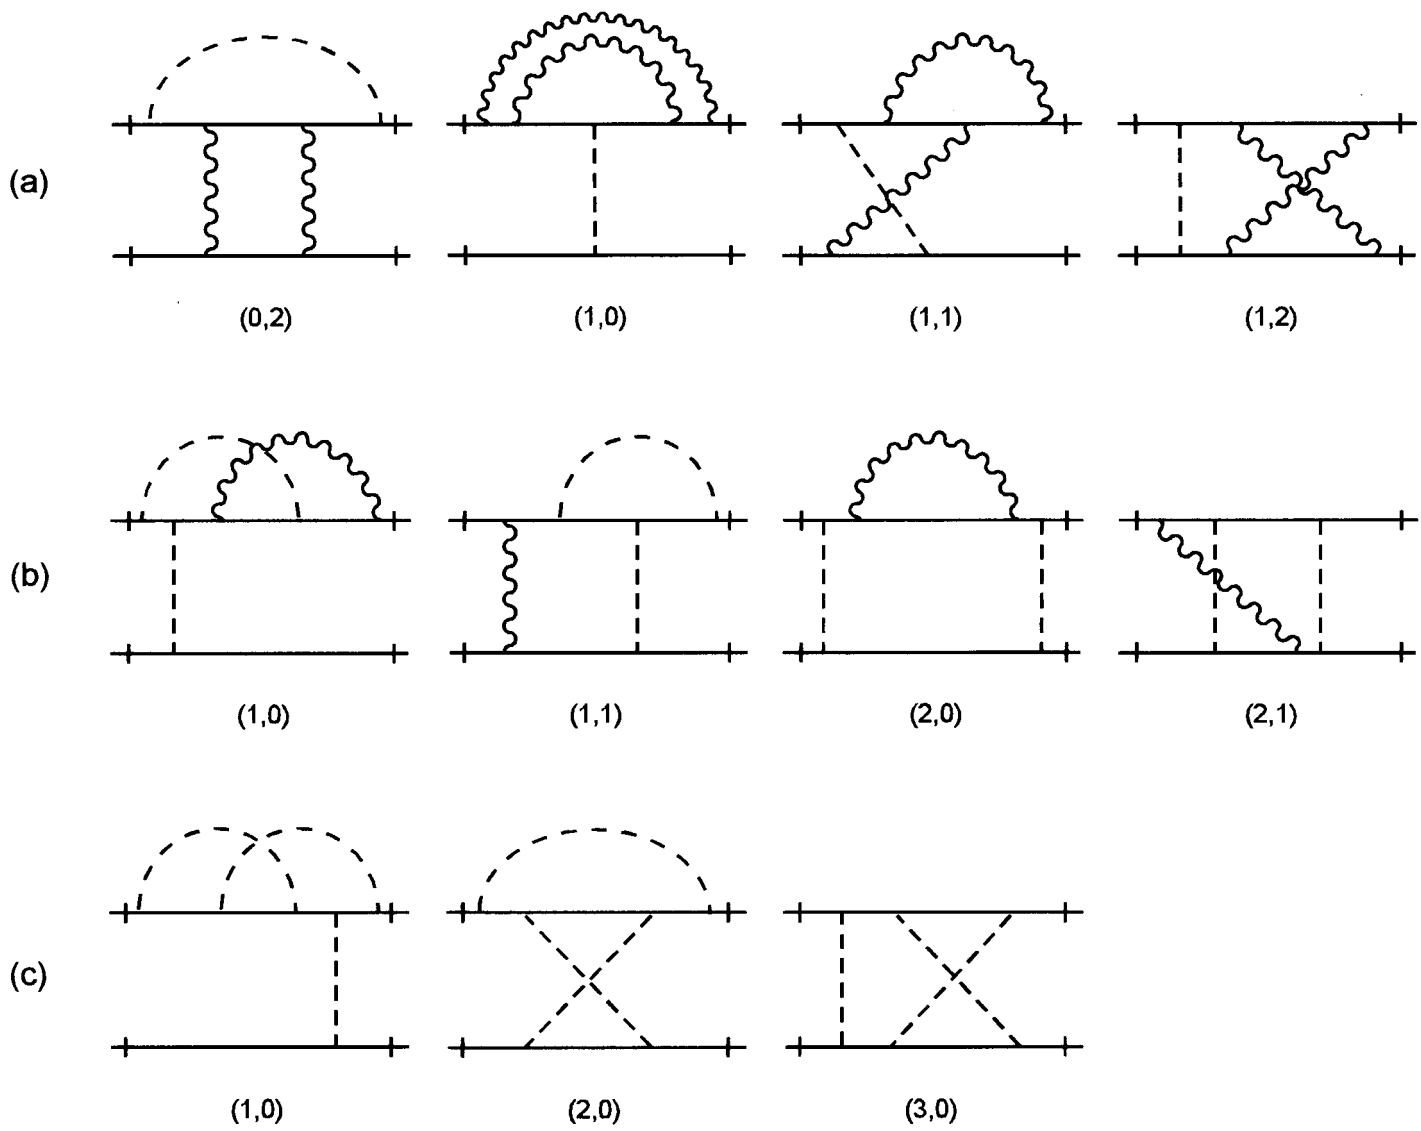 (a)
(0,2) (1,0) (1,1) (1,2)
(b)
(1,0) (1,1) (2,0) (2,1)
(c)
(1,0) (2,0) (3,0)